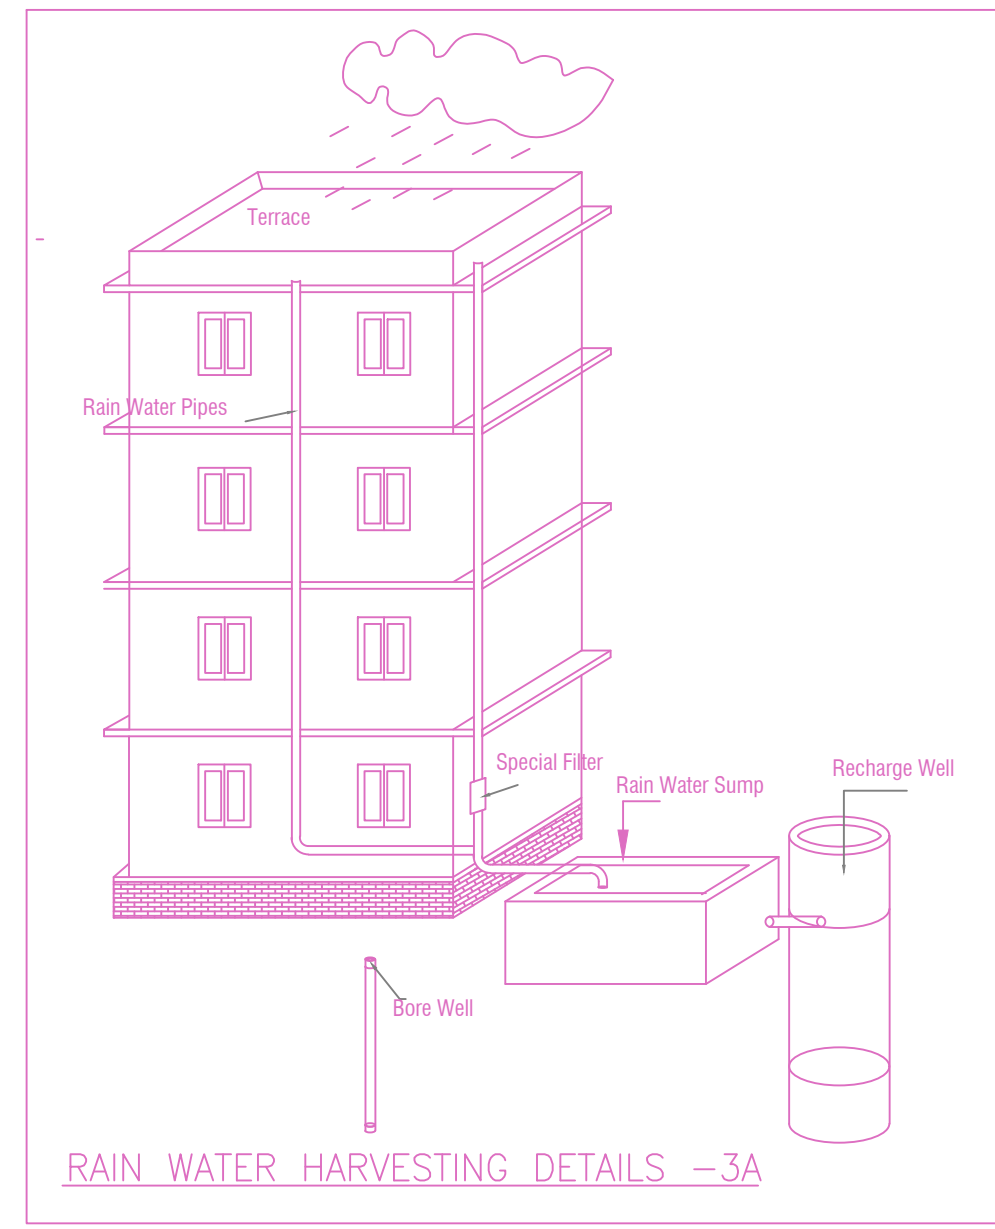 Terrace
Rain Water Pipes
Special Filter
Rain Water Sump
Recharge Well
Bore Well
RAIN WATER HARVESTING DETAILS -3A